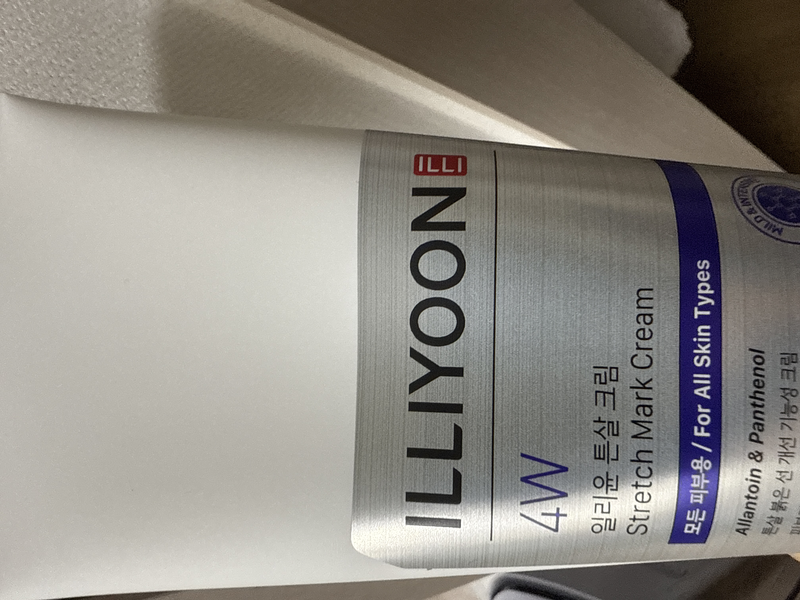 ILLIYOON ILLI
4W
일리윤 튼살 크림
Stretch Mark Cream
모든 피부용 / For All Skin Types
MILD &
Allantoin & Panthenol
튼살 붉은 선 개선 기능성 크림